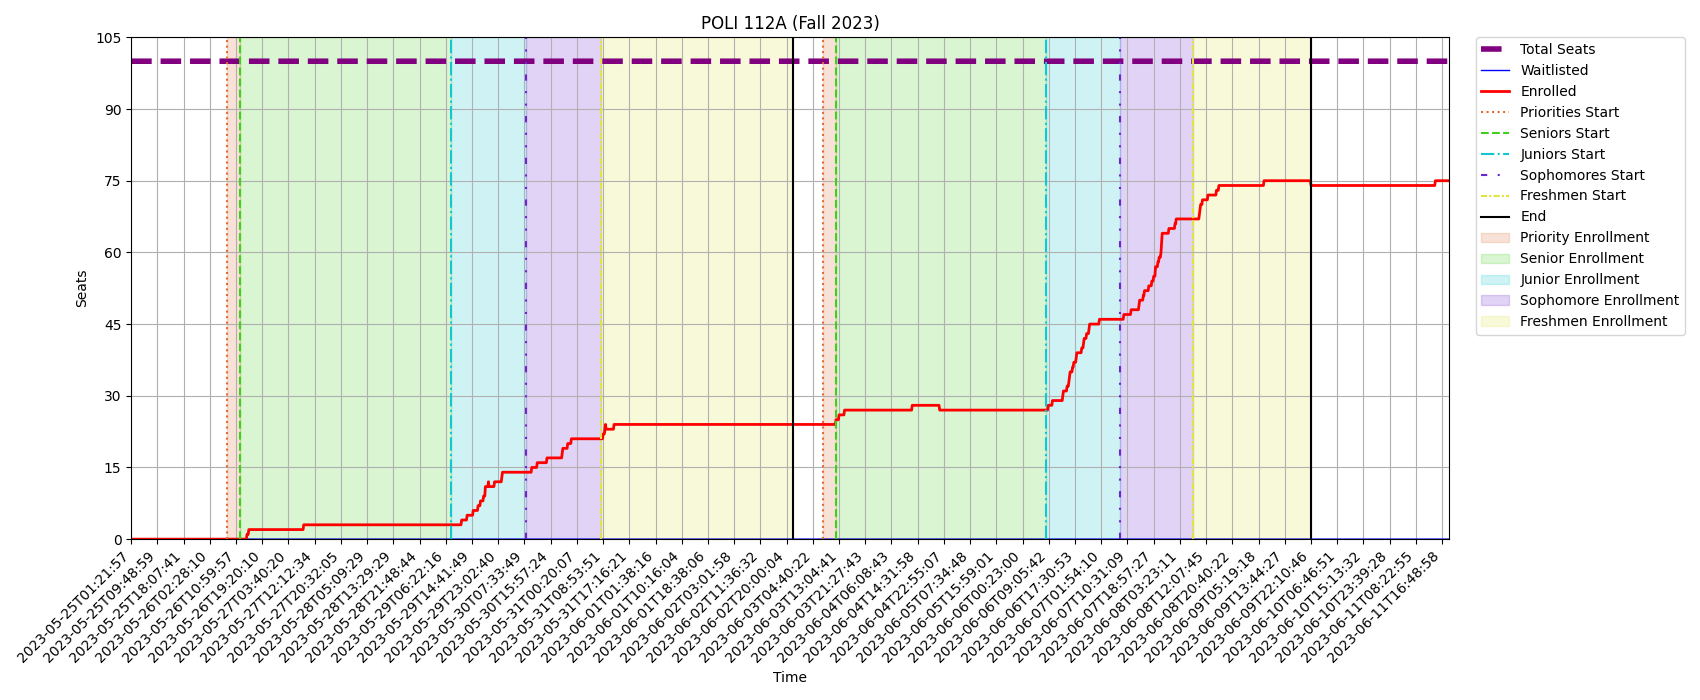 POLI 112A (Fall 2023)
105
90
75
60
45
30
15
0
Seats
2023-05-25T01:21:57
2023-05-25T09:48:59
2023-05-25T18:07:41
2023-05-26T02:28:10
2023-05-26T10:59:57
2023-05-26T19:20:10
2023-05-27T03:40:20
2023-05-27T12:12:34
2023-05-27T20:32:05
2023-05-28T05:09:29
2023-05-28T13:29:29
2023-05-28T21:48:44
2023-05-29T06:22:16
2023-05-29T14:41:49
2023-05-29T23:02:40
2023-05-30T07:33:49
2023-05-30T15:57:24
2023-05-31T00:20:07
2023-05-31T08:53:51
2023-05-31T17:16:21
2023-06-01T01:38:16
2023-06-01T10:16:04
2023-06-01T18:38:06
2023-06-02T03:01:58
2023-06-02T11:36:32
2023-06-02T20:00:04
2023-06-03T04:40:22
2023-06-03T13:04:41
2023-06-03T21:27:43
2023-06-04T06:08:43
2023-06-04T14:31:58
2023-06-04T22:55:07
2023-06-05T07:34:48
2023-06-05T15:59:01
2023-06-06T00:23:00
2023-06-06T09:05:42
2023-06-06T17:30:53
2023-06-07T01:54:10
2023-06-07T10:31:09
2023-06-07T18:57:27
2023-06-08T03:23:11
2023-06-08T12:07:45
2023-06-08T20:40:22
2023-06-09T05:19:18
2023-06-09T13:44:27
2023-06-09T22:10:46
2023-06-10T06:46:51
2023-06-10T15:13:32
2023-06-10T23:39:28
2023-06-11T08:22:55
2023-06-11T16:48:58
Time
Total Seats
Waitlisted
Enrolled
Priorities Start
Seniors Start
Juniors Start
Sophomores Start
Freshmen Start
End
Priority Enrollment
Senior Enrollment
Junior Enrollment
Sophomore Enrollment
Freshmen Enrollment